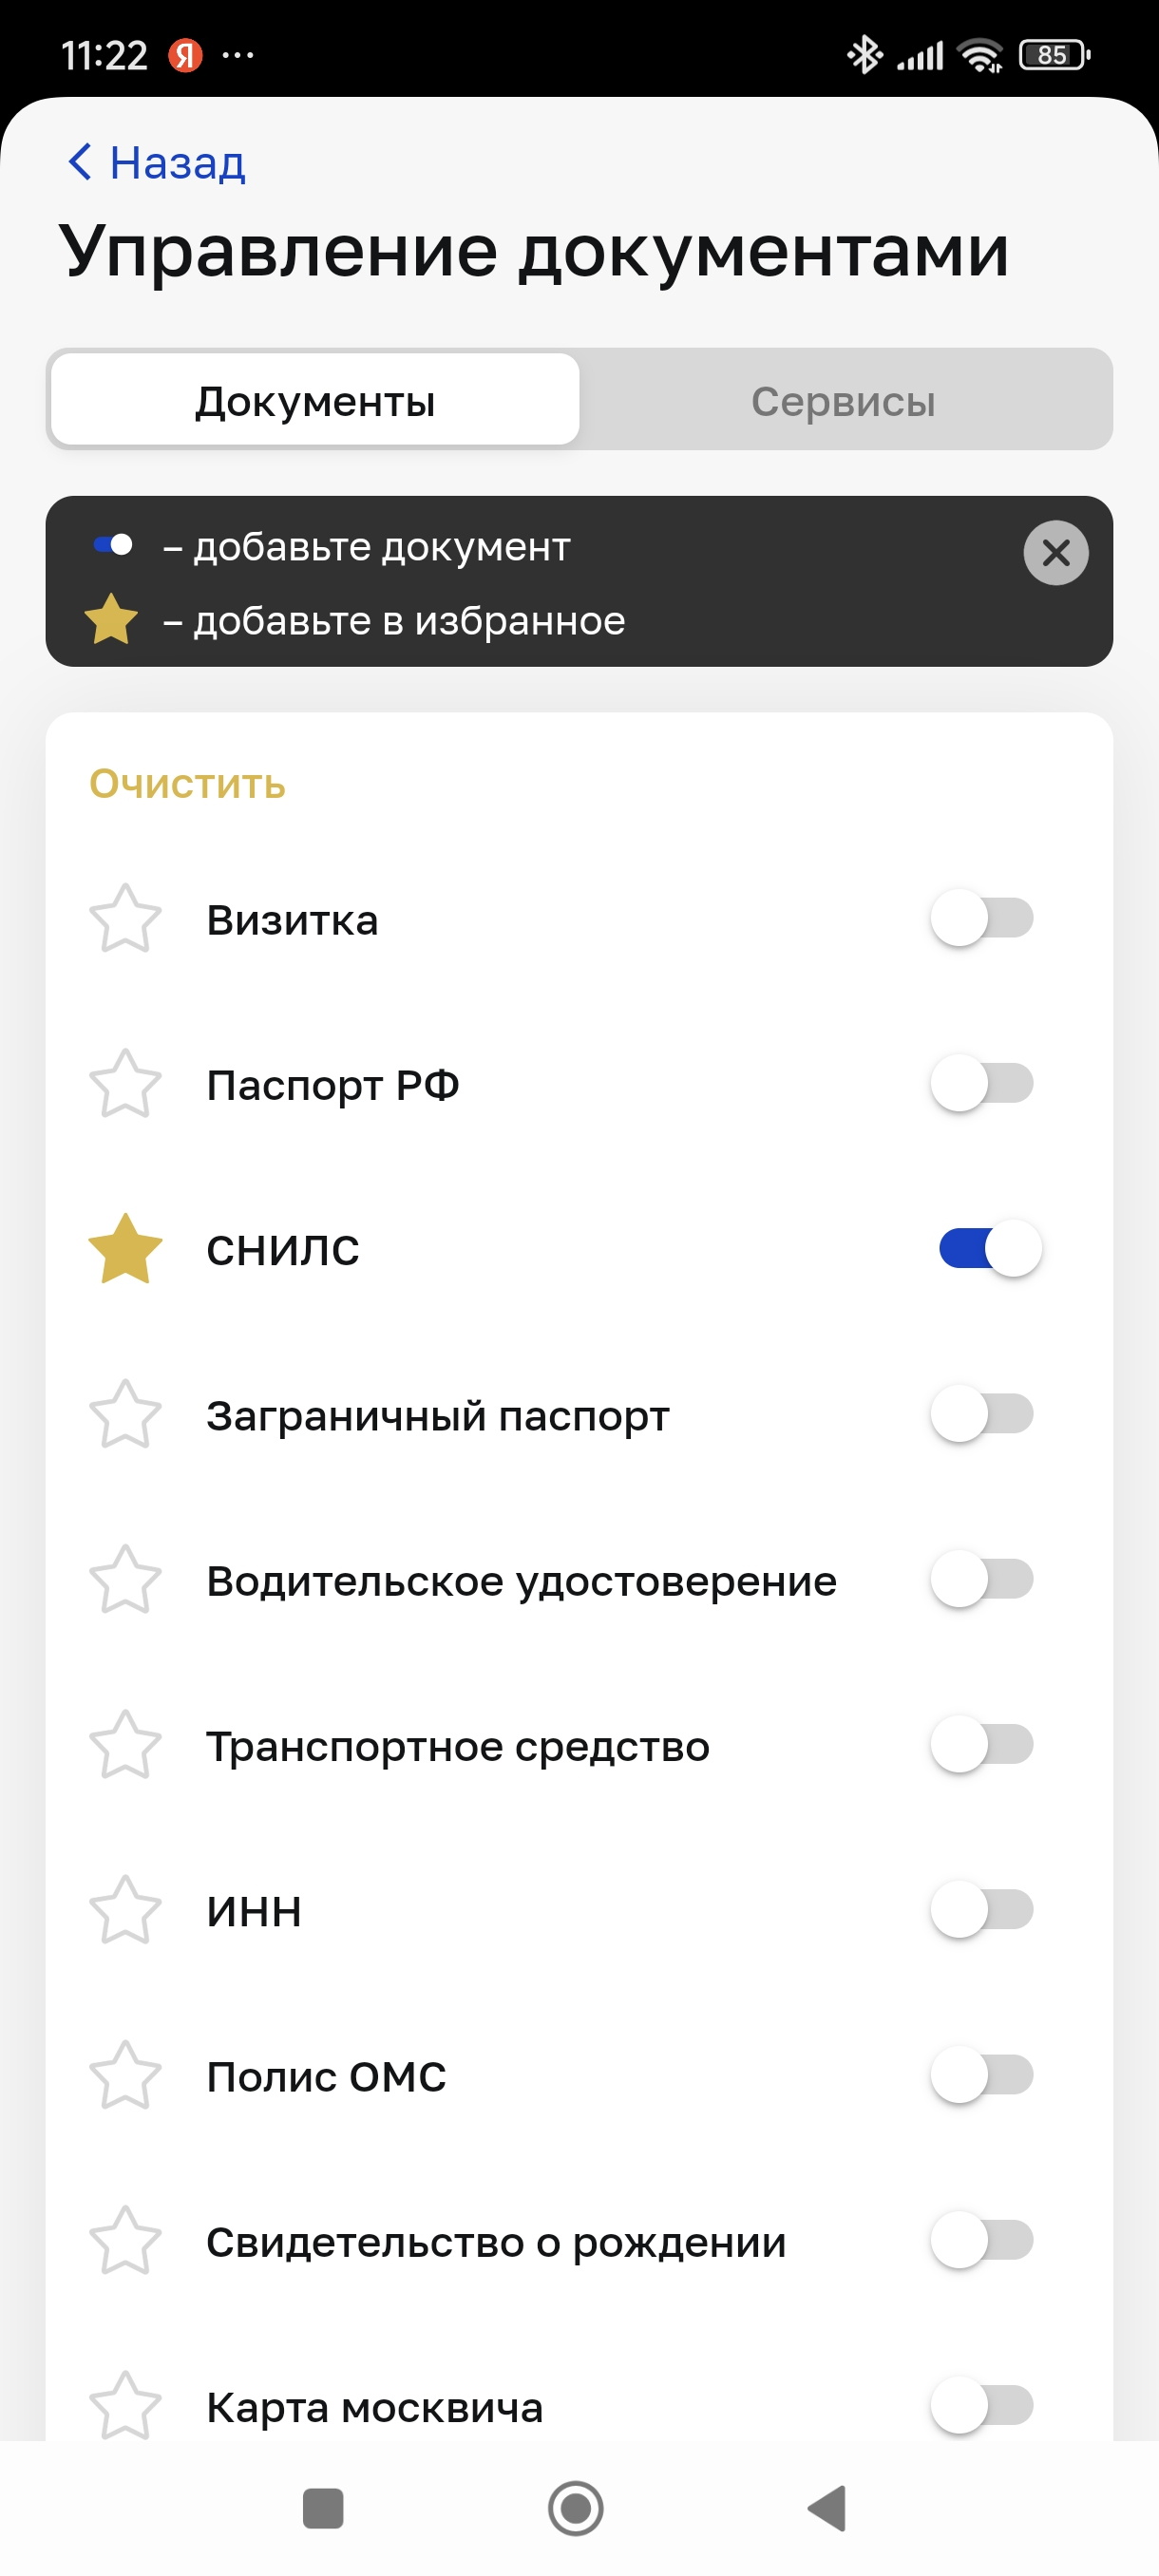 11:22 Я ... 85
Назад
Управление документами
Документы Сервисы
– добавьте документ
– добавьте в избранное
Очистить
Визитка
Паспорт РФ
СНИЛС
Заграничный паспорт
Водительское удостоверение
Транспортное средство
ИНН
Полис ОМС
Свидетельство о рождении
Карта москвича